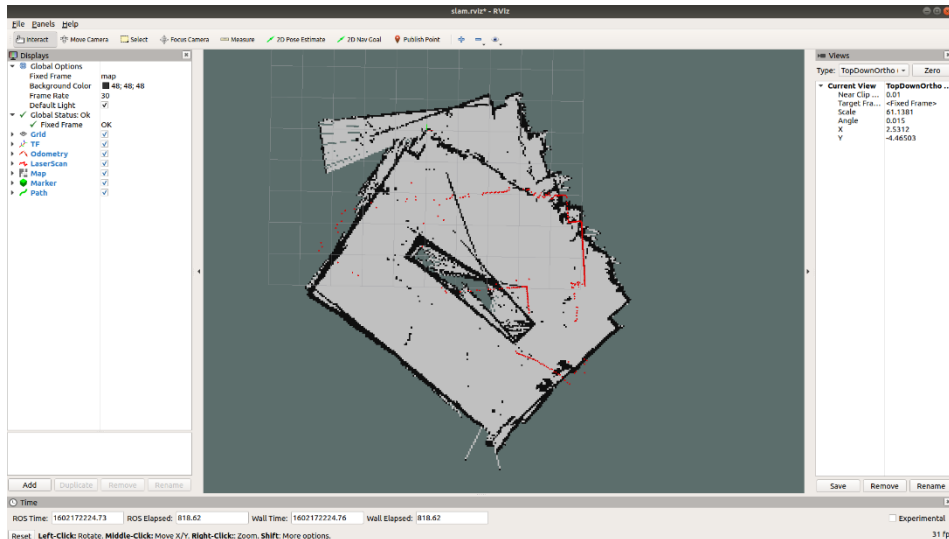 slam.rviz* - RViz
File Panels Help
Interact Move Camera Select Focus Camera Measure 2D Pose Estimate 2D Nav Goal Publish Point
Displays
Global Options
Fixed Frame map
Background Color 48; 48; 48
Frame Rate 30
Default Light
Global Status: Ok
Fixed Frame OK
Grid
TF
Odometry
LaserScan
Map
Marker
Path
Add Duplicate Remove Rename
Views
Type: TopDownOrtho ( Zero
Current View TopDownOrtho ...
Near Clip ... 0.01
Target Fra... <Fixed Frame>
Scale 61.1381
Angle 0.015
X 2.5312
Y -4.46503
Save Remove Rename
Time
ROS Time: 1602172224.73 ROS Elapsed: 818.62 Wall Time: 1602172224.76 Wall Elapsed: 818.62 Experimental
Reset Left-Click: Rotate. Middle-Click: Move X/Y. Right-Click: Zoom. Shift: More options. 31 fp